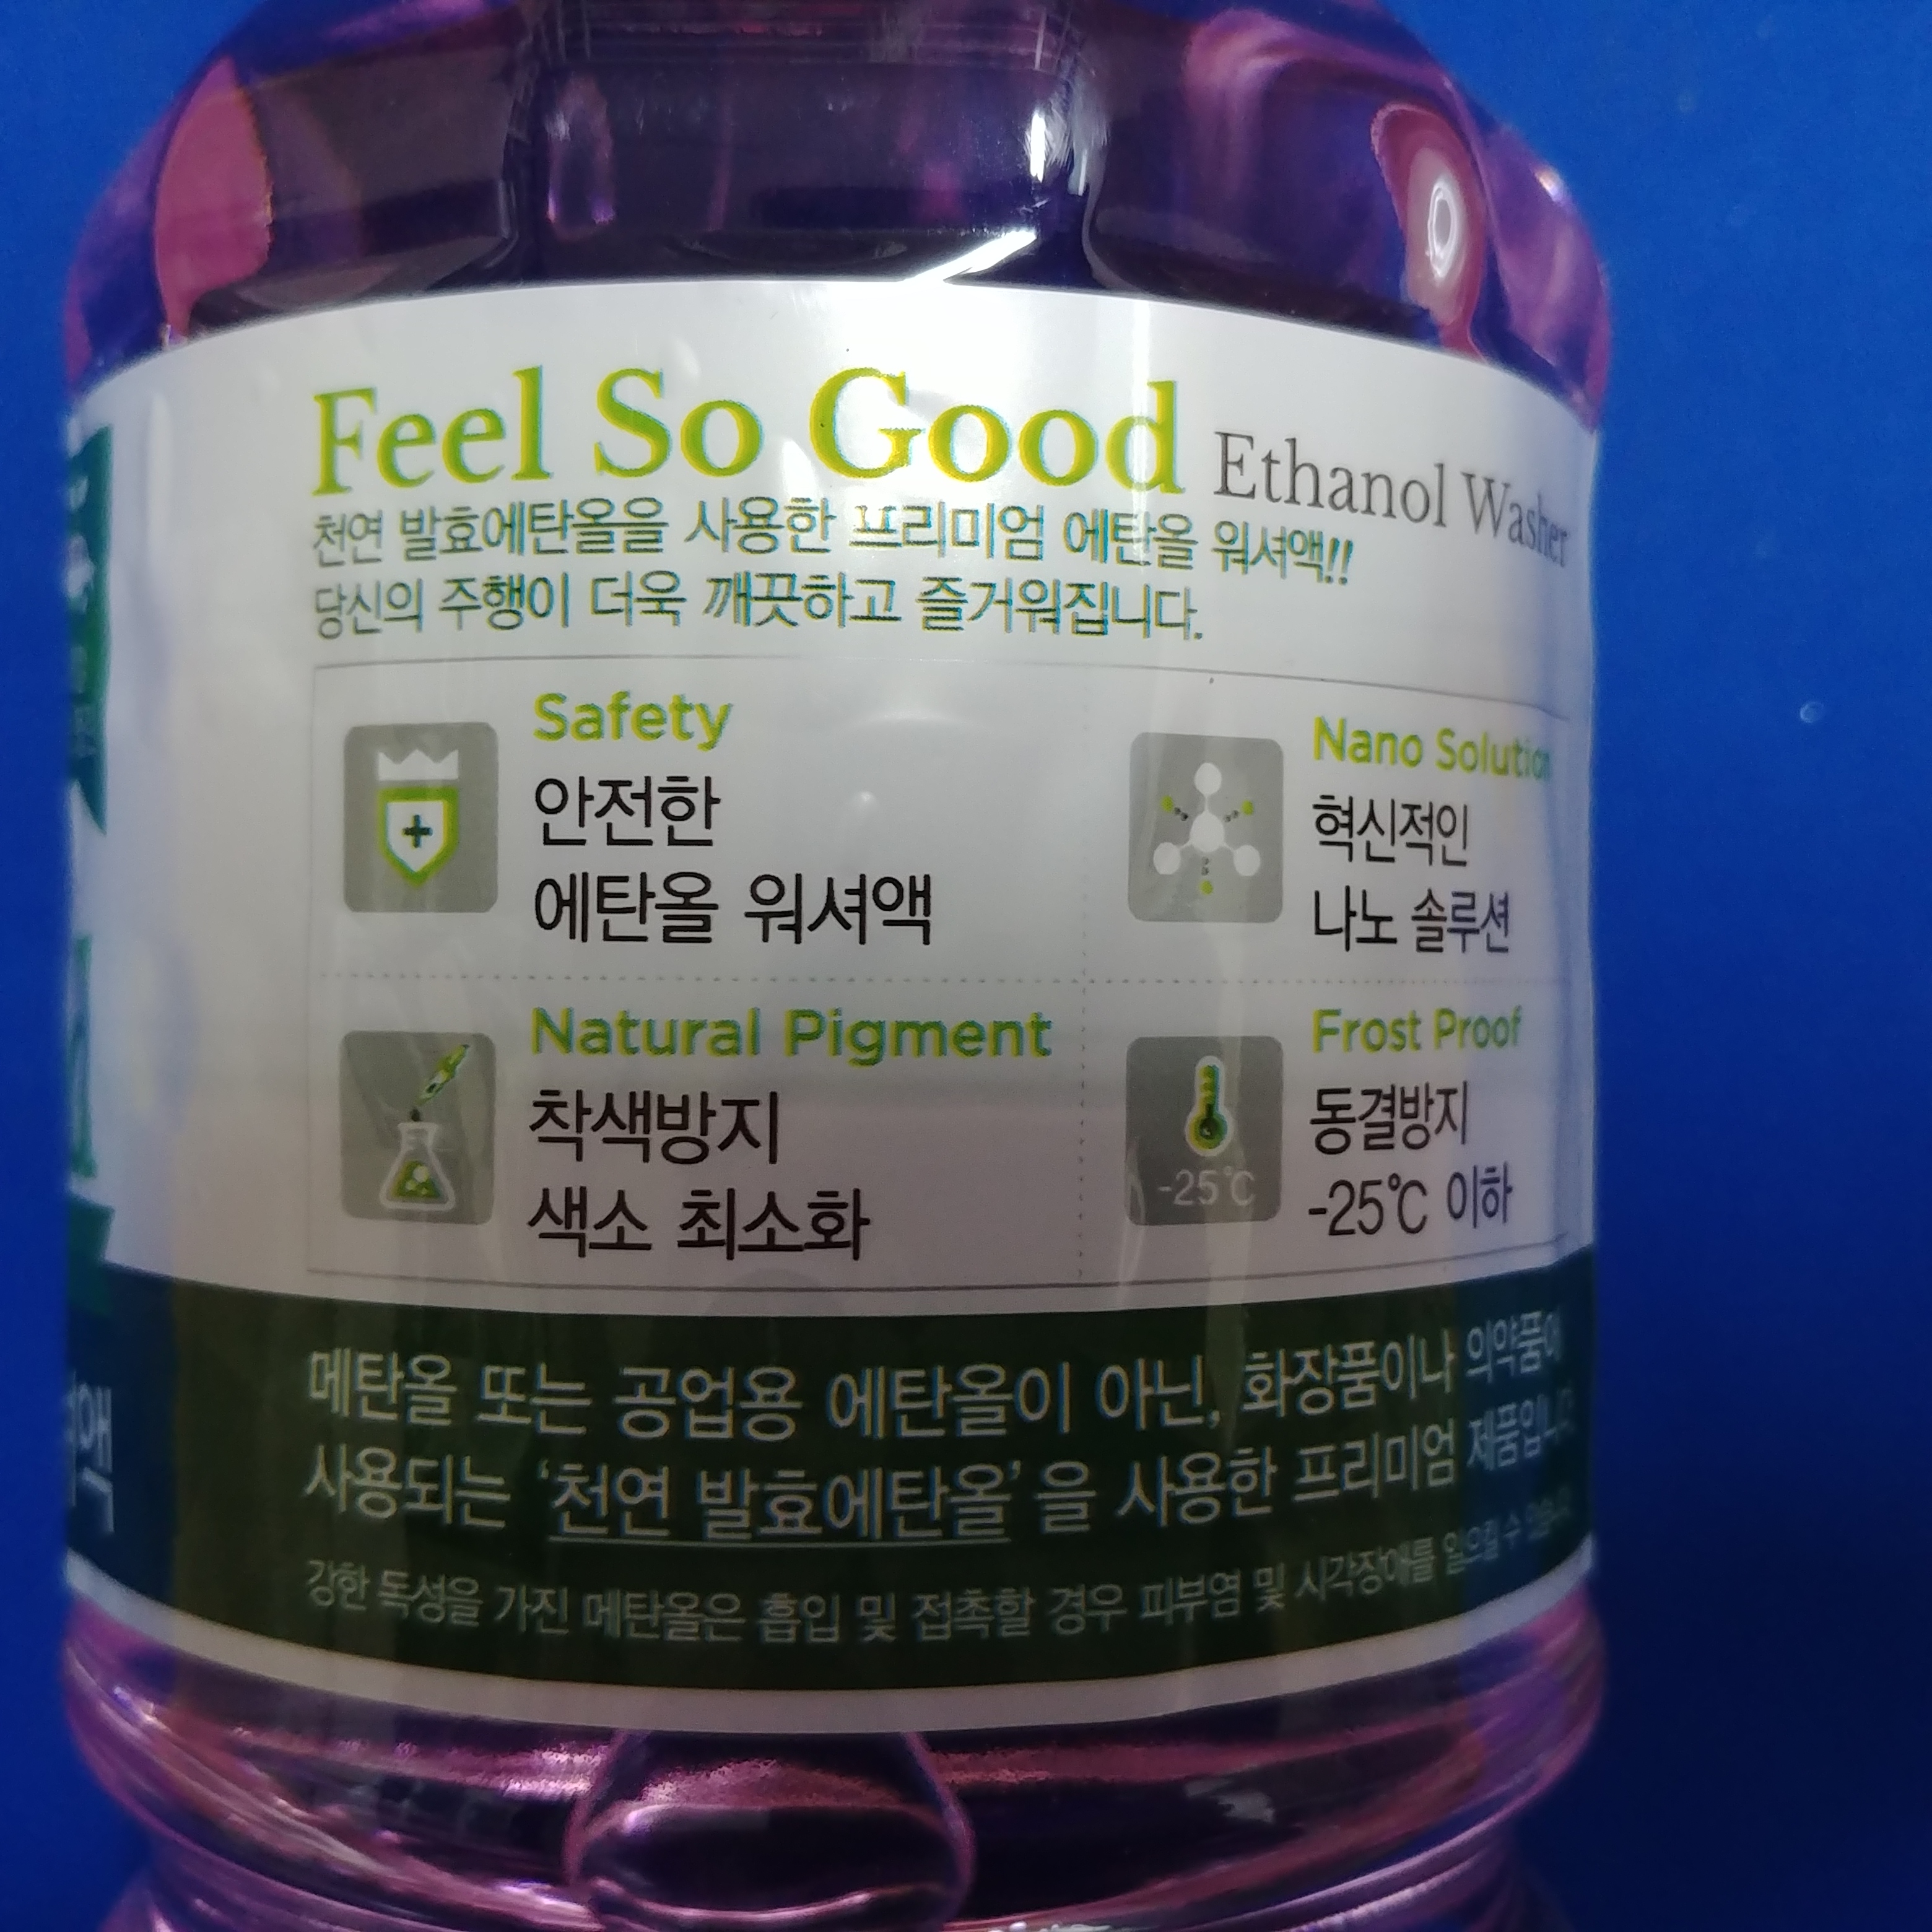 Feel So Good Ethanol Washer
천연 발효에탄올을 사용한 프리미엄 에탄올 워셔액!!
당신의 주행이 더욱 깨끗하고 즐거워집니다.
Safety
안전한
에탄올 워셔액
Nano Solution
혁신적인
나노 솔루션
Natural Pigment
착색방지
색소 최소화
Frost Proof
동결방지
-25℃ 이하
-25℃
메탄올 또는 공업용 에탄올이 아닌, 화장품이나 의약품에
사용되는 '천연 발효에탄올'을 사용한 프리미엄 제품입니다.
강한 독성을 가진 메탄올은 흡입 및 접촉할 경우 피부염 및 시각장애를 일으킬 수 있습니다.